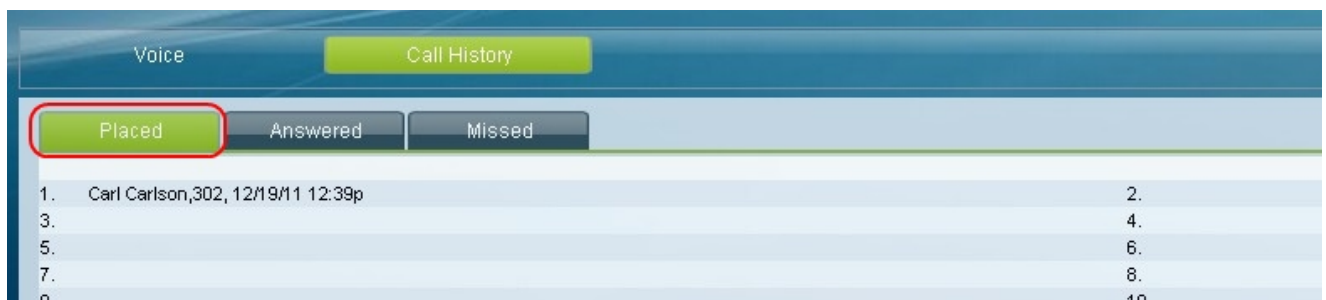 Voice Call History
Placed Answered Missed
1. Carl Carlson,302, 12/19/11 12:39p 2.
3. 4.
5. 6.
7. 8.